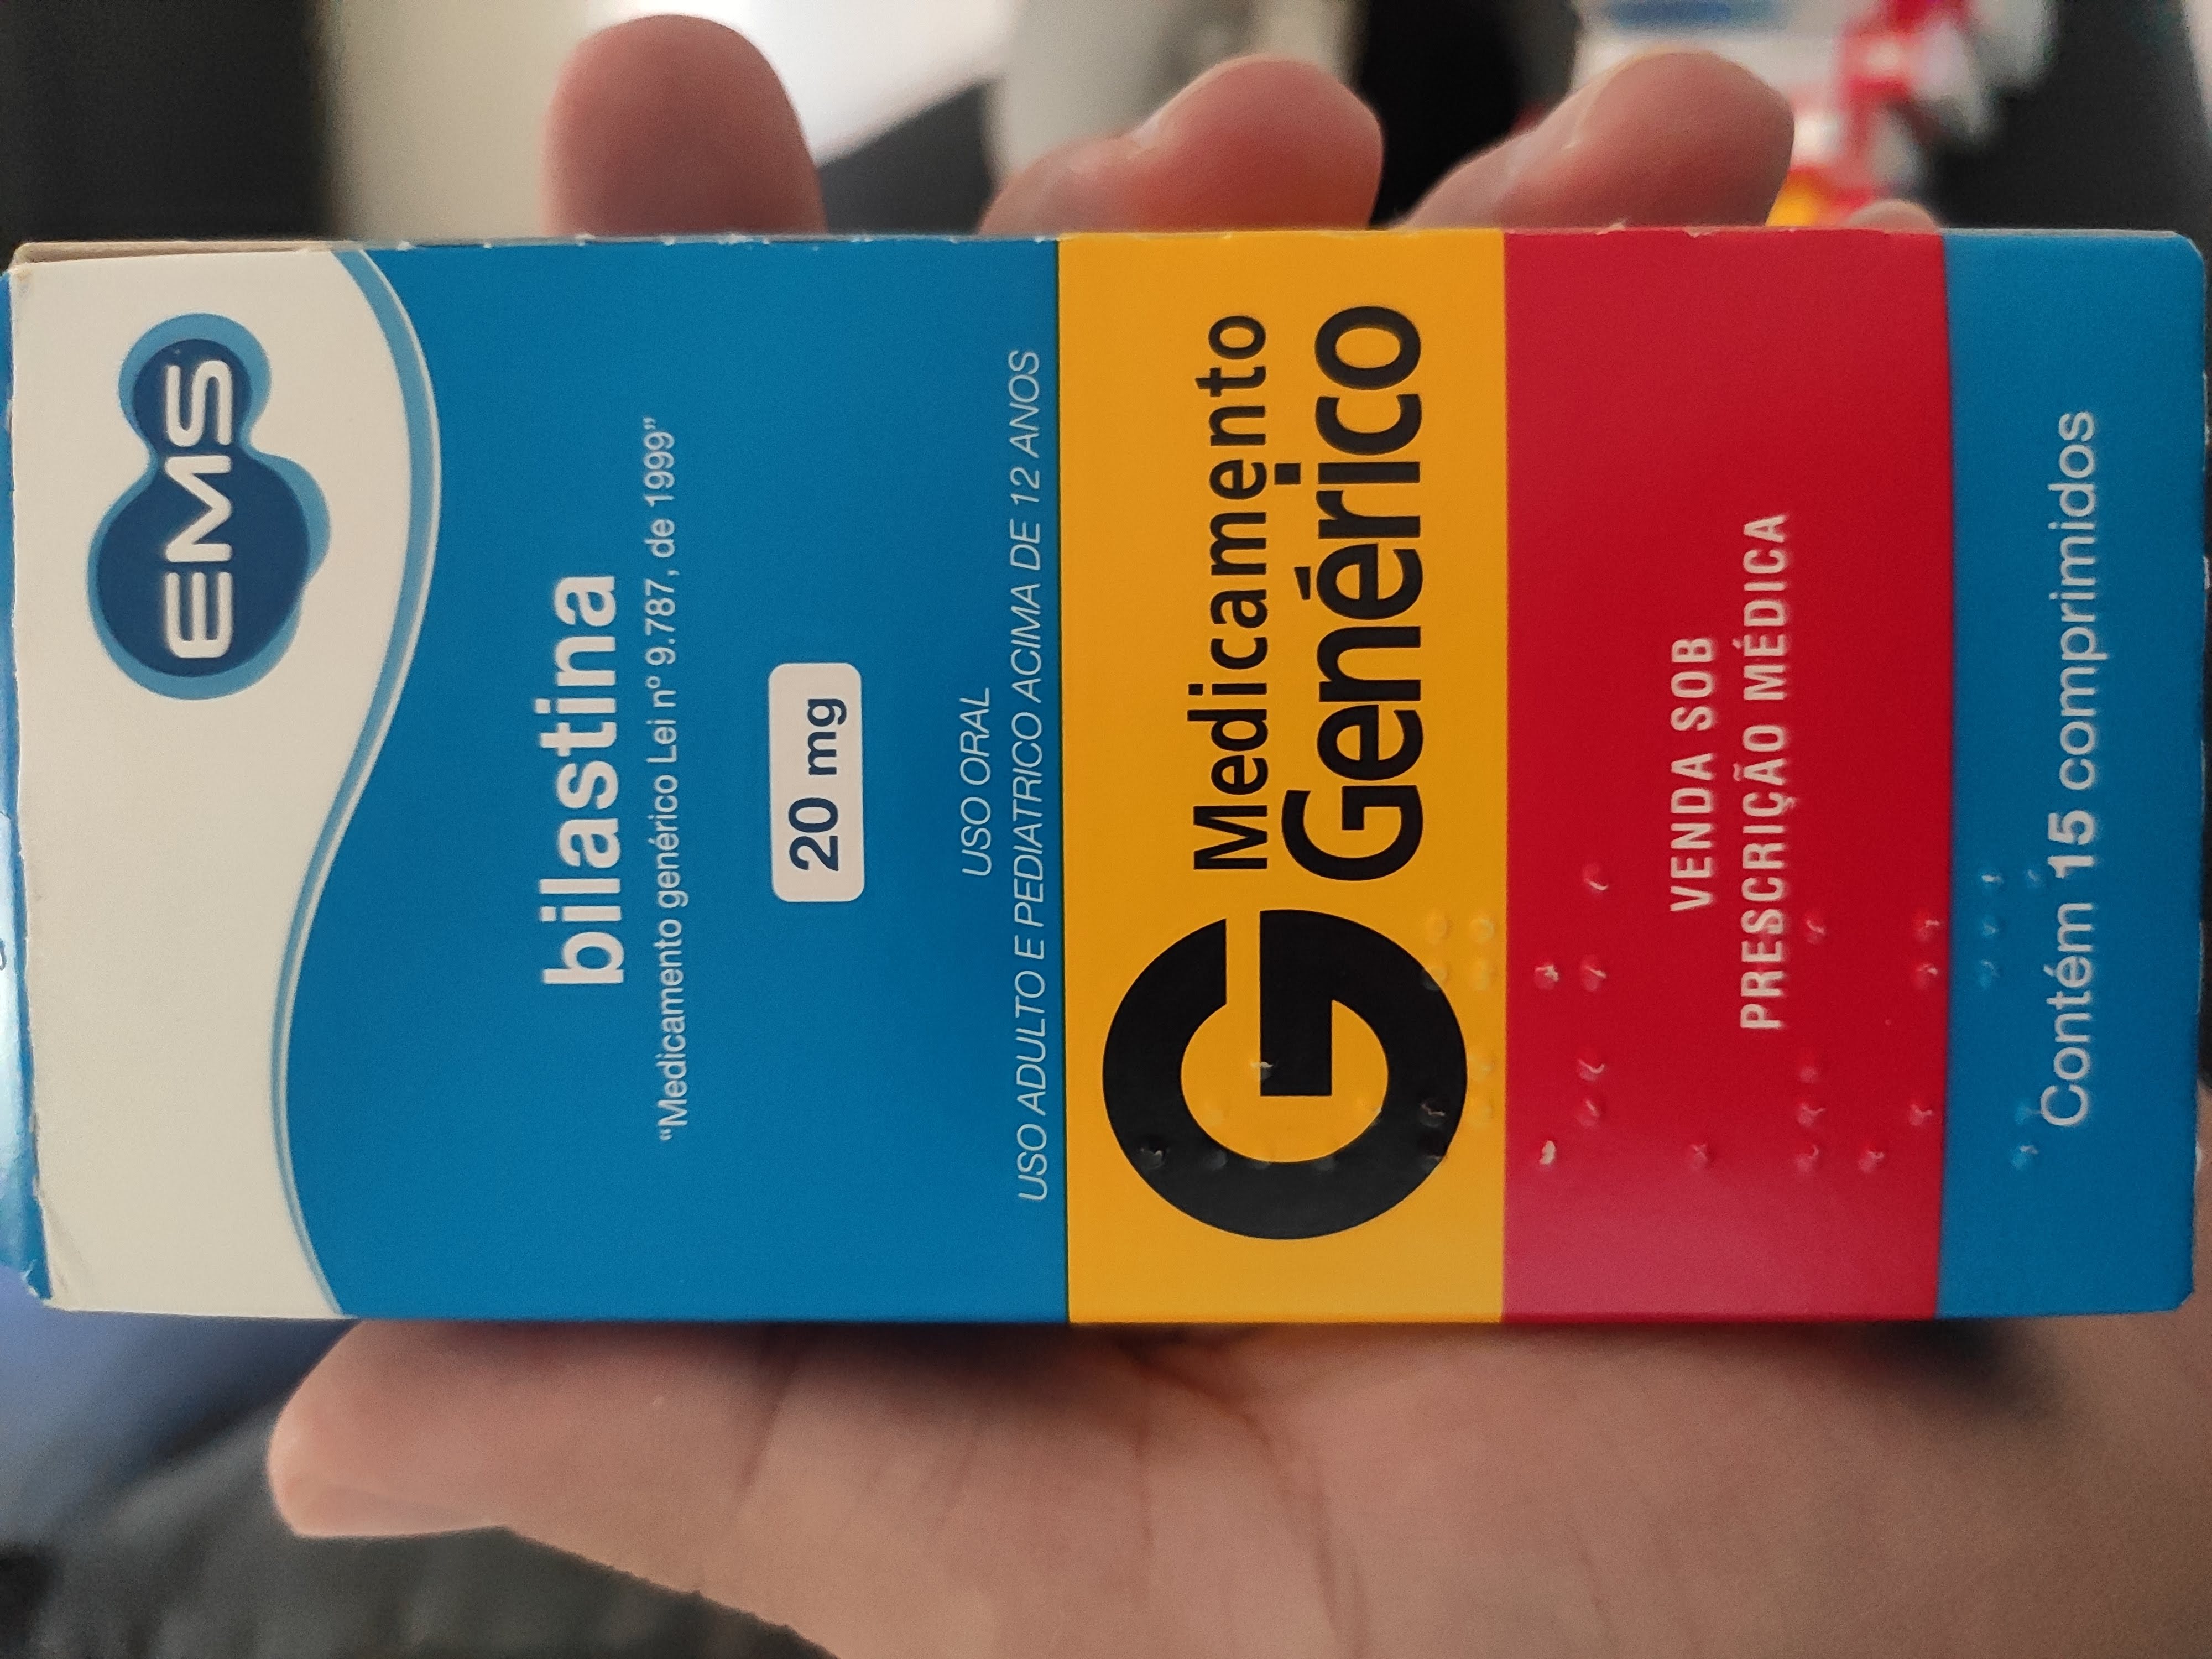 EMS
bilastina
“Medicamento genérico Lei nº 9.787, de 1999”
20 mg
USO ORAL
USO ADULTO E PEDIATRICO ACIMA DE 12 ANOS
G Medicamento
Genérico
VENDA SOB
PRESCRIÇÃO MÉDICA
Contém 15 comprimidos